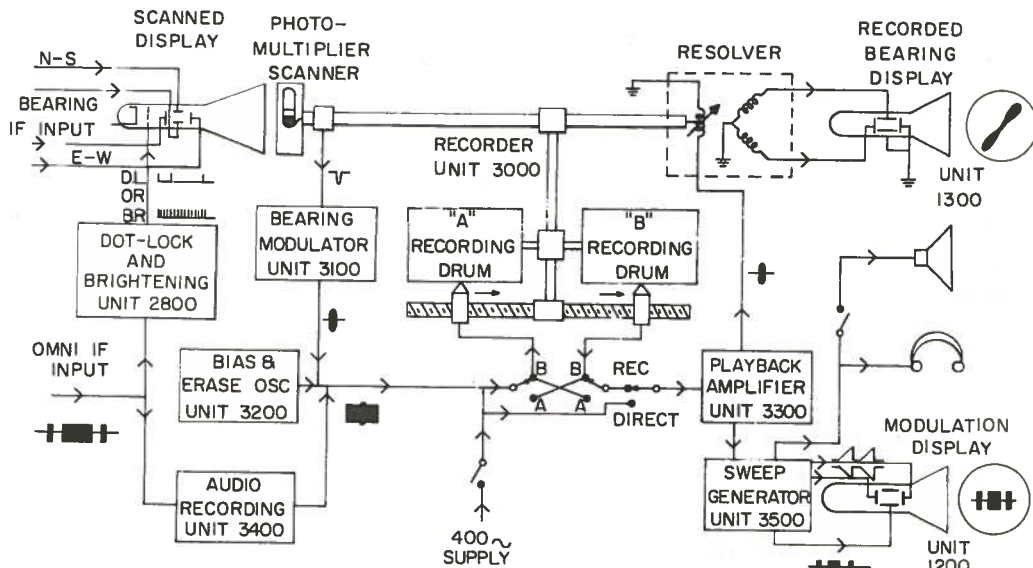 SCANNED
DISPLAY
PHOTO-
MULTIPLIER
SCANNER
RESOLVER
RECORDED
BEARING
DISPLAY
N-S
BEARING
IF INPUT
E-W
RECORDER
UNIT 3000
UNIT
1300
DL
OR
BR
DOT-LOCK
AND
BRIGHTENING
UNIT 2800
BEARING
MODULATOR
UNIT 3100
"A"
RECORDING
DRUM
"B"
RECORDING
DRUM
OMNI IF
INPUT
BIAS &
ERASE OSC
UNIT 3200
B
B
A
A
REC
DIRECT
PLAYBACK
AMPLIFIER
UNIT 3300
AUDIO
RECORDING
UNIT 3400
400~
SUPPLY
SWEEP
GENERATOR
UNIT 3500
MODULATION
DISPLAY
UNIT
1200